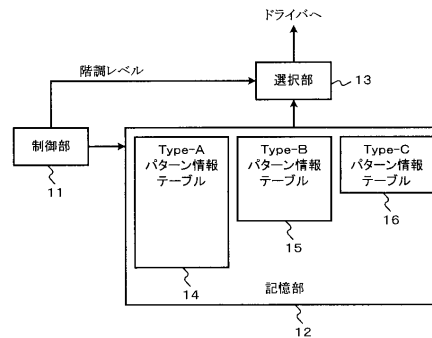 ドライバへ
階調レベル
選択部
13
制御部
11
Type-A
パターン情報
テーブル
14
Type-B
パターン情報
テーブル
15
Type-C
パターン情報
テーブル
16
記憶部
12